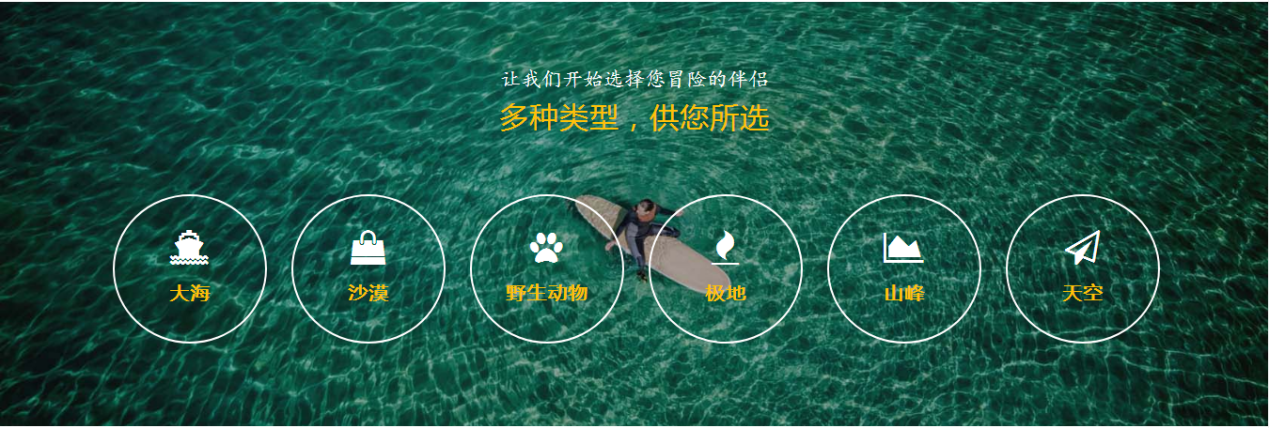 让我们开始选择您冒险的伴侣
多种类型，供您所选
大海
沙漠
野生动物
极地
山峰
天空